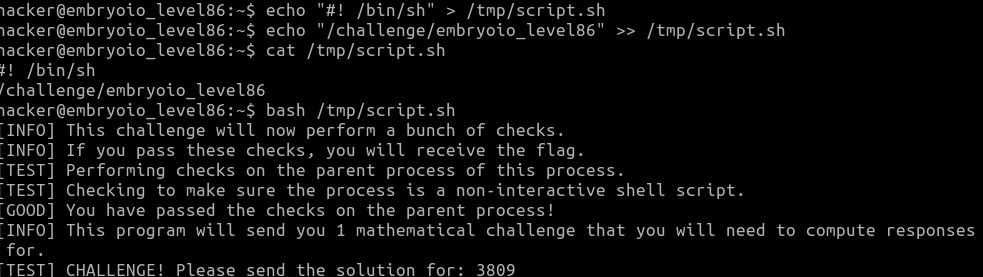 hacker@embryoio_level86:~$ echo "#! /bin/sh" > /tmp/script.sh
hacker@embryoio_level86:~$ echo "/challenge/embryoio_level86" >> /tmp/script.sh
hacker@embryoio_level86:~$ cat /tmp/script.sh
#! /bin/sh
/challenge/embryoio_level86
hacker@embryoio_level86:~$ bash /tmp/script.sh
[INFO] This challenge will now perform a bunch of checks.
[INFO] If you pass these checks, you will receive the flag.
[TEST] Performing checks on the parent process of this process.
[TEST] Checking to make sure the process is a non-interactive shell script.
[GOOD] You have passed the checks on the parent process!
[INFO] This program will send you 1 mathematical challenge that you will need to compute responses
for.
[TEST] CHALLENGE! Please send the solution for: 3809